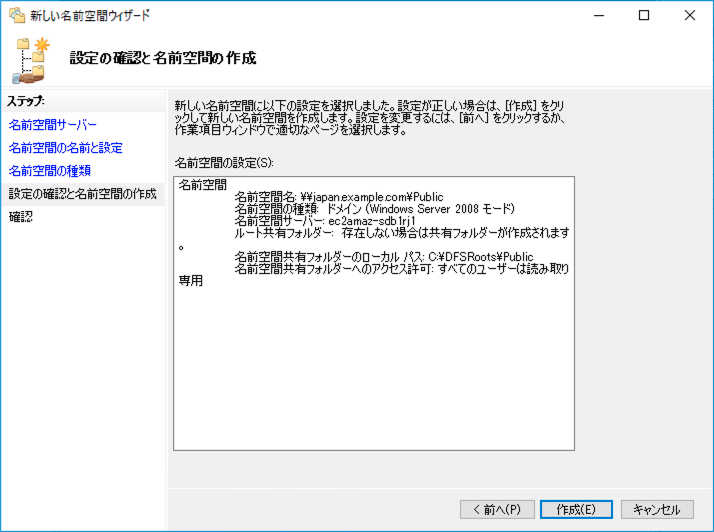 新しい名前空間ウィザード
設定の確認と名前空間の作成
ステップ:
名前空間サーバー
名前空間の名前と設定
名前空間の種類
設定の確認と名前空間の作成
確認
新しい名前空間に以下の設定を選択しました。設定が正しい場合は、[作成] をクリ
ックして新しい名前空間を作成します。設定を変更するには、[前へ] をクリックするか、
作業項目ウィンドウで適切なページを選択します。
名前空間の設定(S):
名前空間
名前空間名: ¥¥japan.example.com¥Public
名前空間の種類: ドメイン (Windows Server 2008 モード)
名前空間サーバー: ec2amaz-sdb1rj1
ルート共有フォルダー: 存在しない場合は共有フォルダーが作成されます
。
名前空間共有フォルダーのローカル パス: C:¥DFSRoots¥Public
名前空間共有フォルダーへのアクセス許可: すべてのユーザーは読み取り
専用
< 前へ(P)
作成(E)
キャンセル